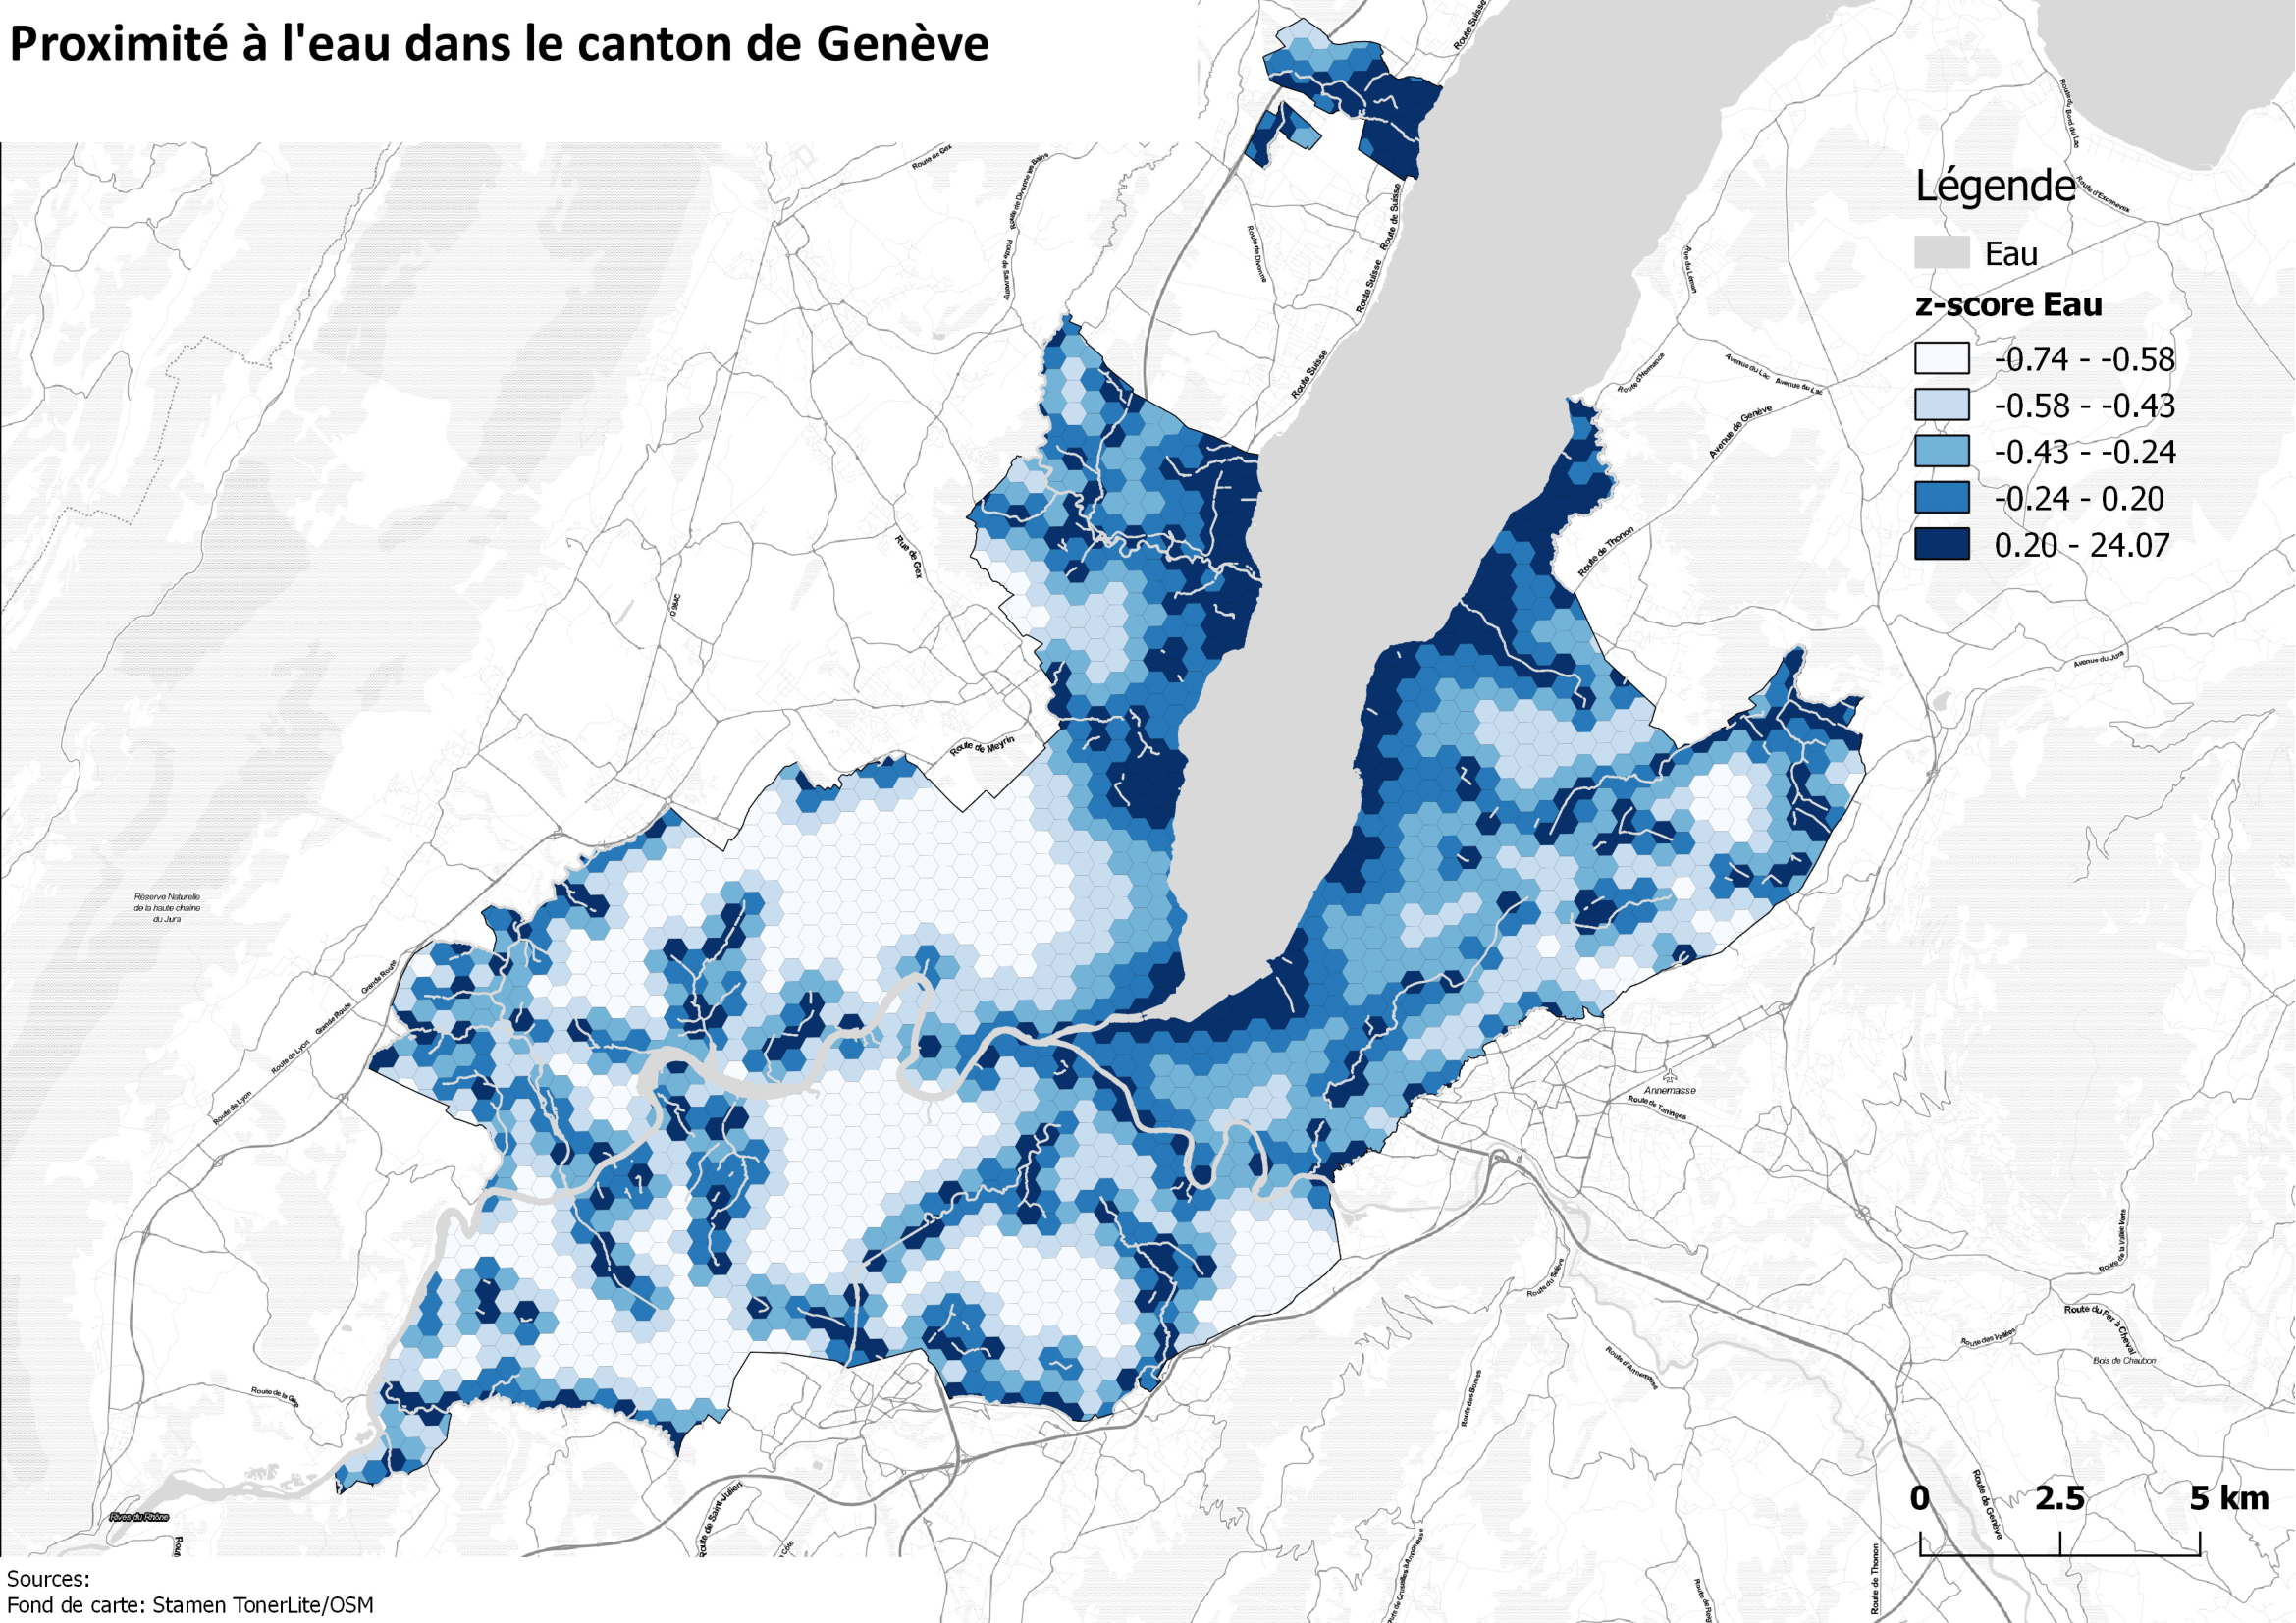 Proximité à l'eau dans le canton de Genève
Légende
Eau
z-score Eau
-0.74 - -0.58
-0.58 - -0.43
-0.43 - -0.24
-0.24 - 0.20
0.20 - 24.07
Route Suisse
Route de Gex
Route de Divonne les Bains
Route de Sauverny
Route de Divonne
Route de Suisse
Route Suisse
Route Suisse
Rue de Gex
D 984C
Route de Meyrin
Route d'Excenevex
Avenue du Lac
Avenue du Lac
Avenue de Genève
Route d'Hermance
Route de Thonon
Avenue du Jura
Réserve Naturelle
de la haute chaîne
du Jura
Grande Route
Grande Route
Route de Lyon
Route de Lyon
Annemasse
Route de Taninges
Route du Salève
Route de la Vallée Verte
Route du Fer à Cheval
Route des Vallées
Bois de Chaubon
Route d'Annemasse
Route des Bornes
Route de la Gare
Rives du Rhône
Route de Saint-Julien
Route de Genève
Route de Thonon
0 2.5 5 km
Sources:
Fond de carte: Stamen TonerLite/OSM